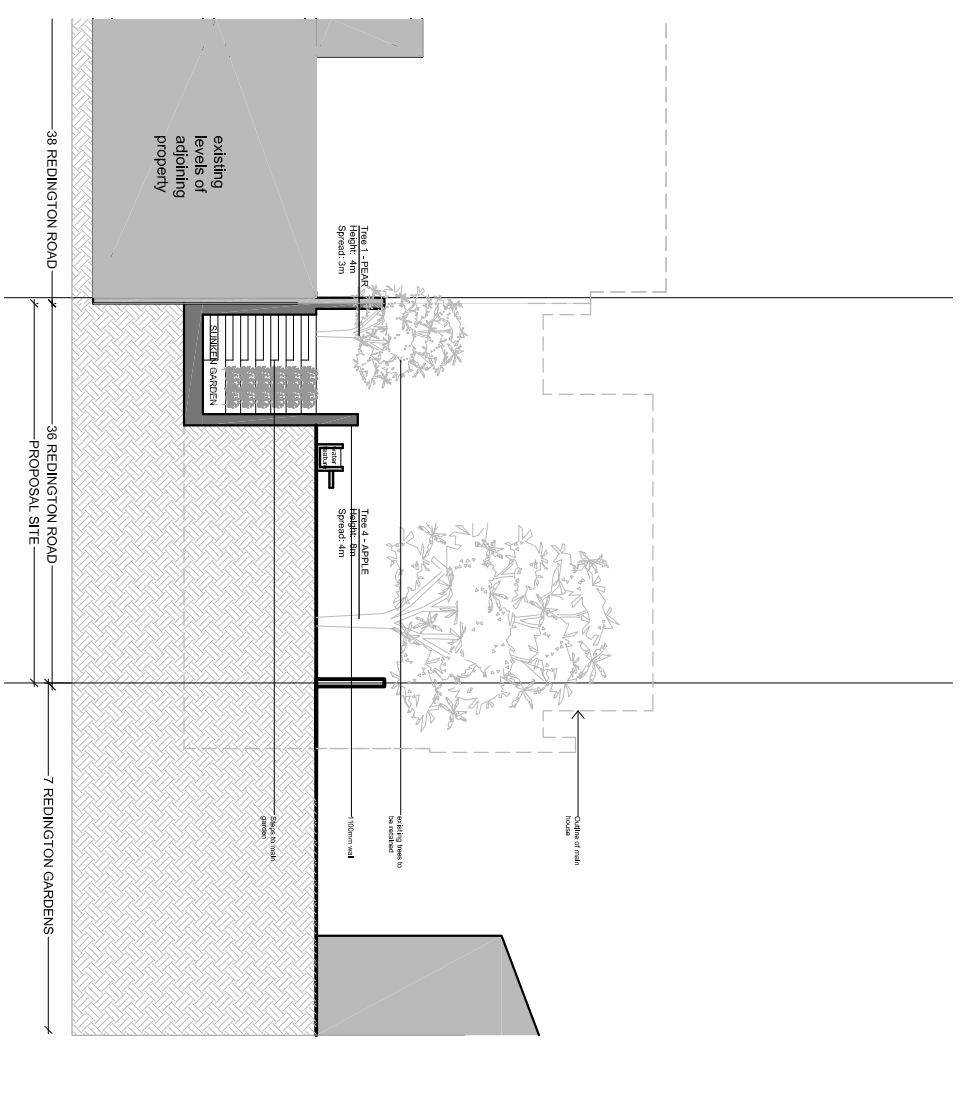 existing
levels of
adjoining
property
Tree 1 - PEAR
Height: 4m
Spread: 3m
SUNKEN GARDEN
water
feature
Tree 4 - APPLE
Height: 8m
Spread: 4m
Outline of main
house
existing trees to
be retained
1100mm wall
Steps to main
garden
38 REDINGTON ROAD
36 REDINGTON ROAD
7 REDINGTON GARDENS
PROPOSAL SITE